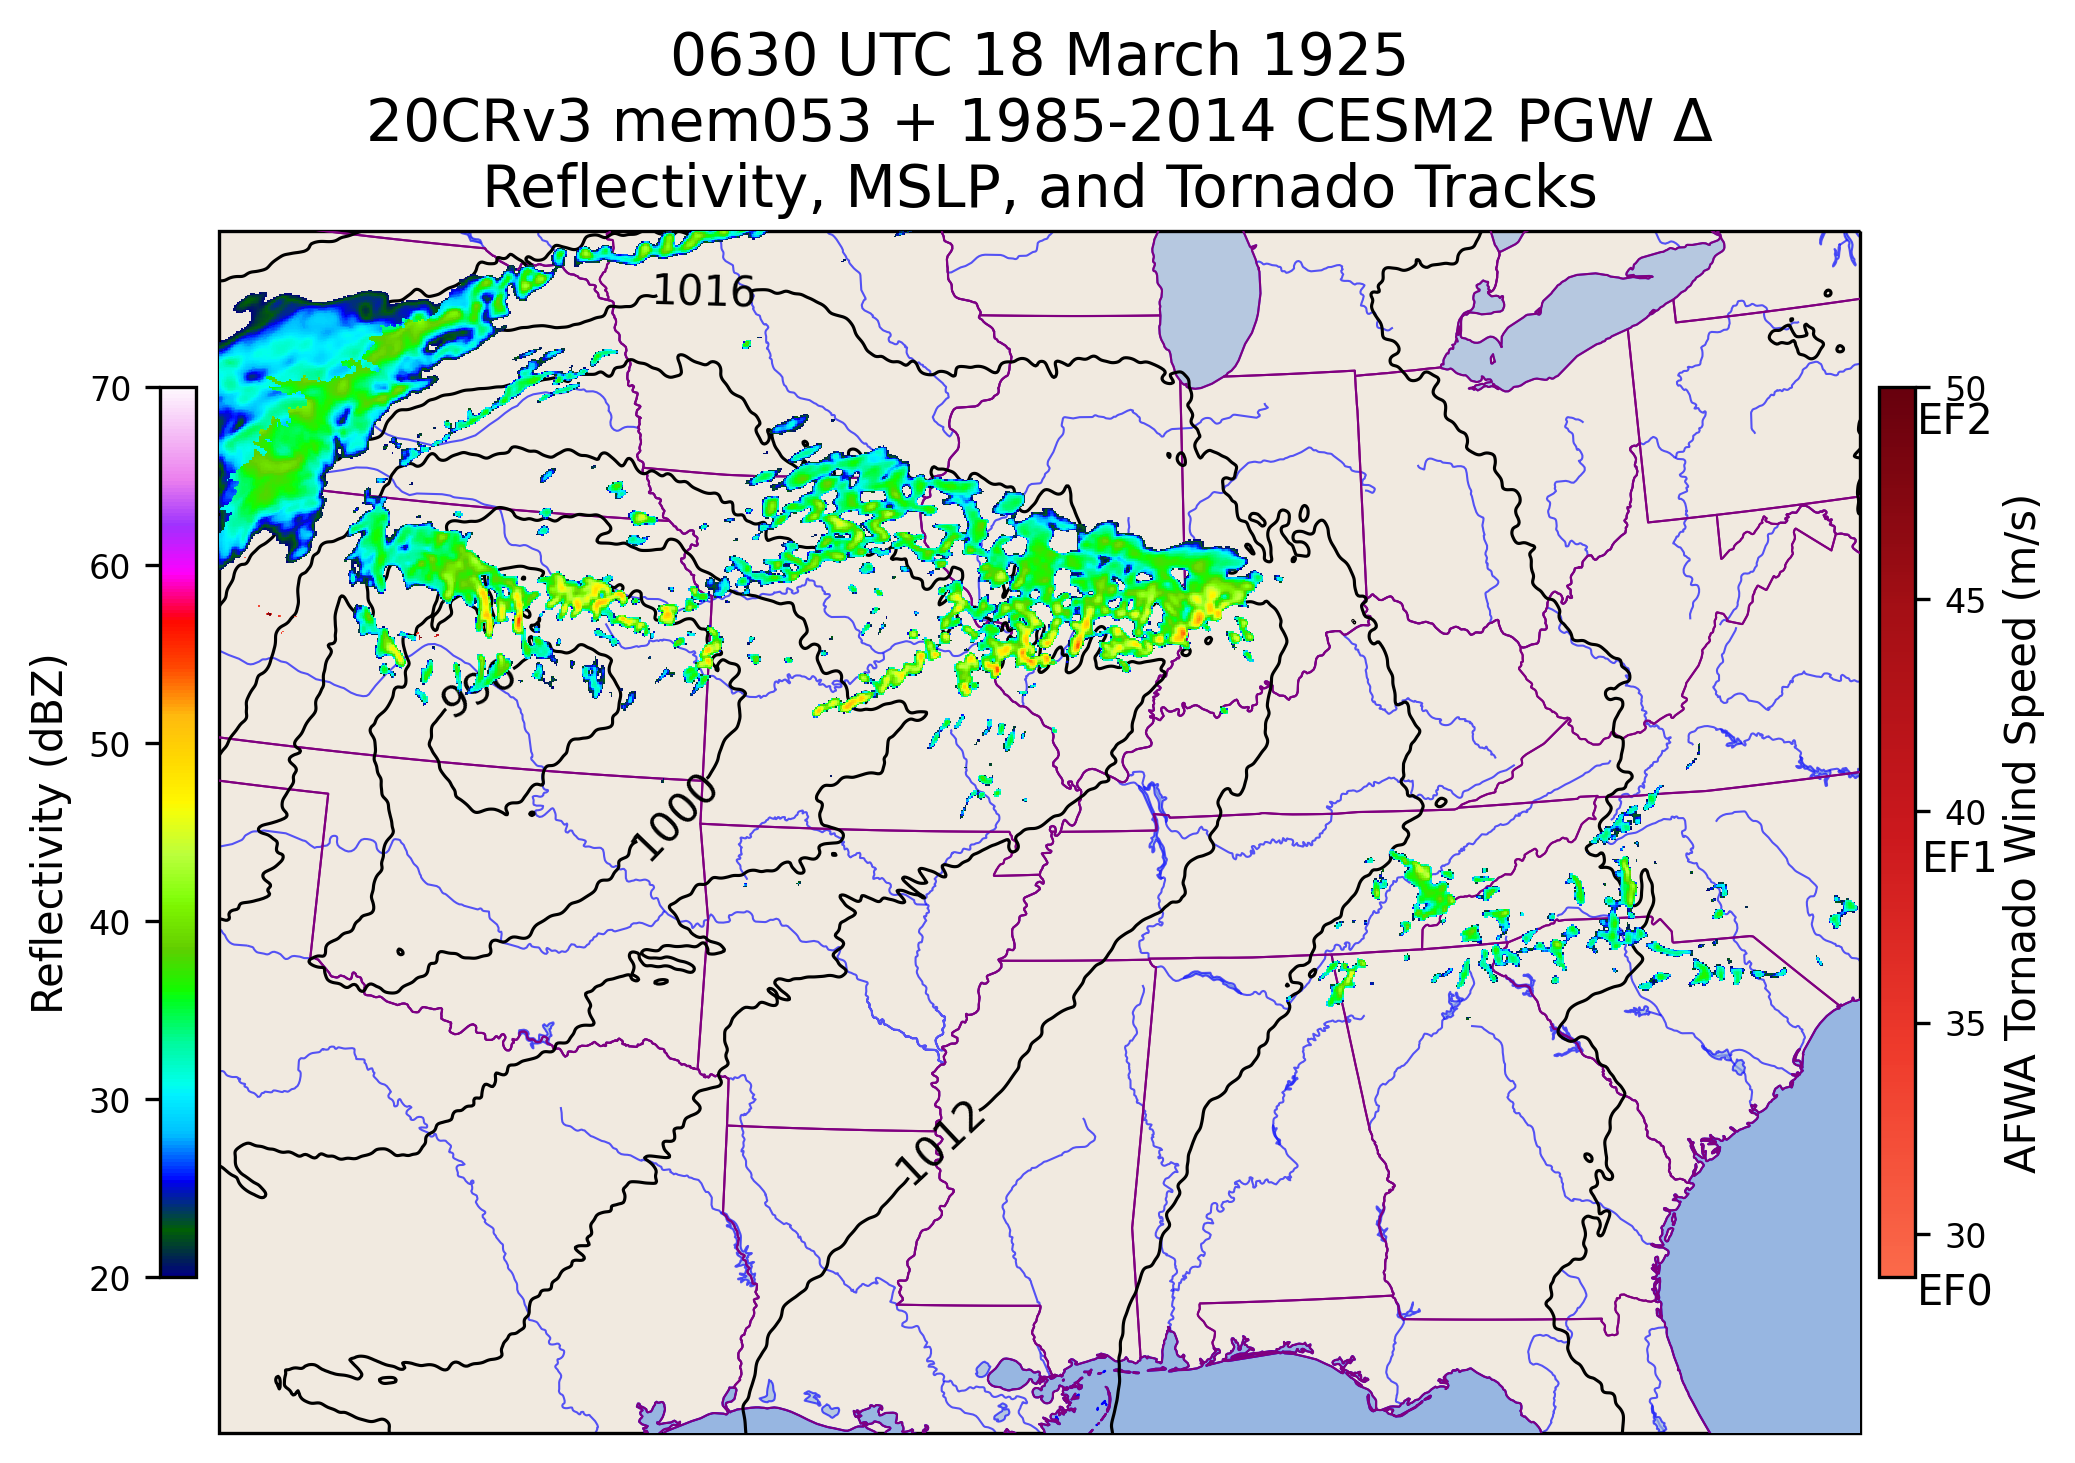 0630 UTC 18 March 1925
20CRv3 mem053 + 1985-2014 CESM2 PGW Δ
Reflectivity, MSLP, and Tornado Tracks
70
60
50
40
30
20
Reflectivity (dBZ)
1016
1000
1012
50
EF2
45
40
EF1
35
30
EF0
AFWA Tornado Wind Speed (m/s)